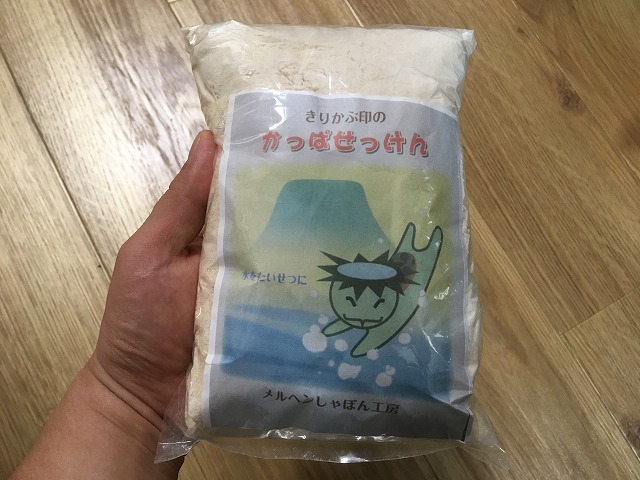 きりかぶ印の
かっぱせっけん
水をたいせつに
メルヘンしゃぼん工房